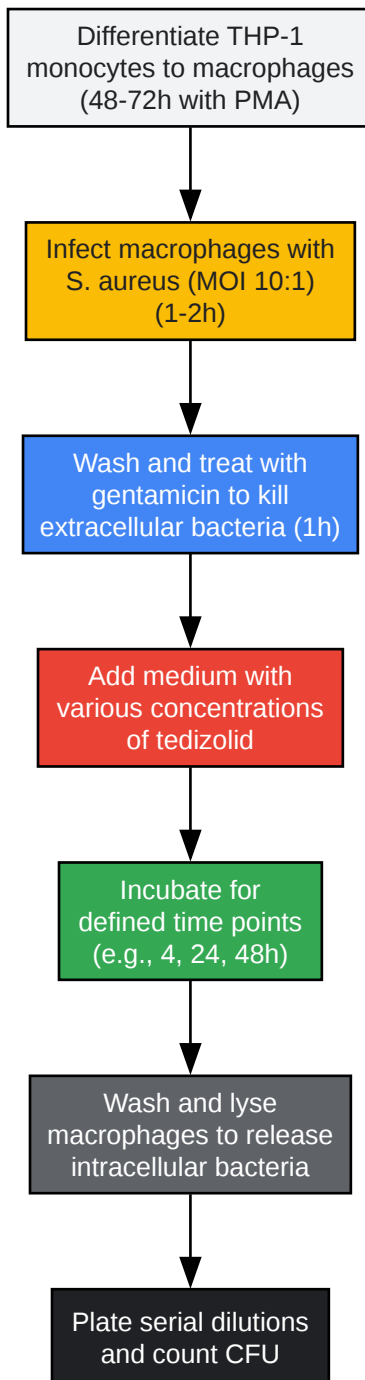 Differentiate THP-1
monocytes to macrophages
(48-72h with PMA)
Infect macrophages with
S. aureus (MOI 10:1)
(1-2h)
Wash and treat with
gentamicin to kill
extracellular bacteria (1h)
Add medium with
various concentrations
of tedizolid
Incubate for
defined time points
(e.g., 4, 24, 48h)
Wash and lyse
macrophages to release
intracellular bacteria
Plate serial dilutions
and count CFU